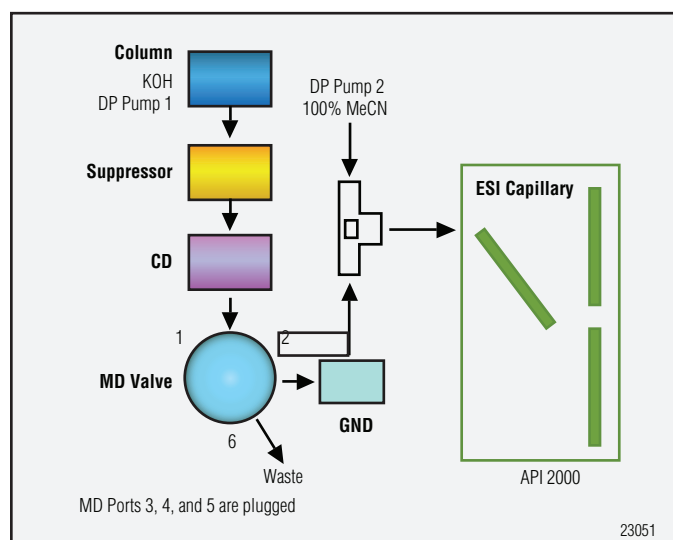 Column
KOH
DP Pump 1
DP Pump 2
100% MeCN
Suppressor
ESI Capillary
CD
1
2
MD Valve
GND
6
Waste
API 2000
MD Ports 3, 4, and 5 are plugged
23051